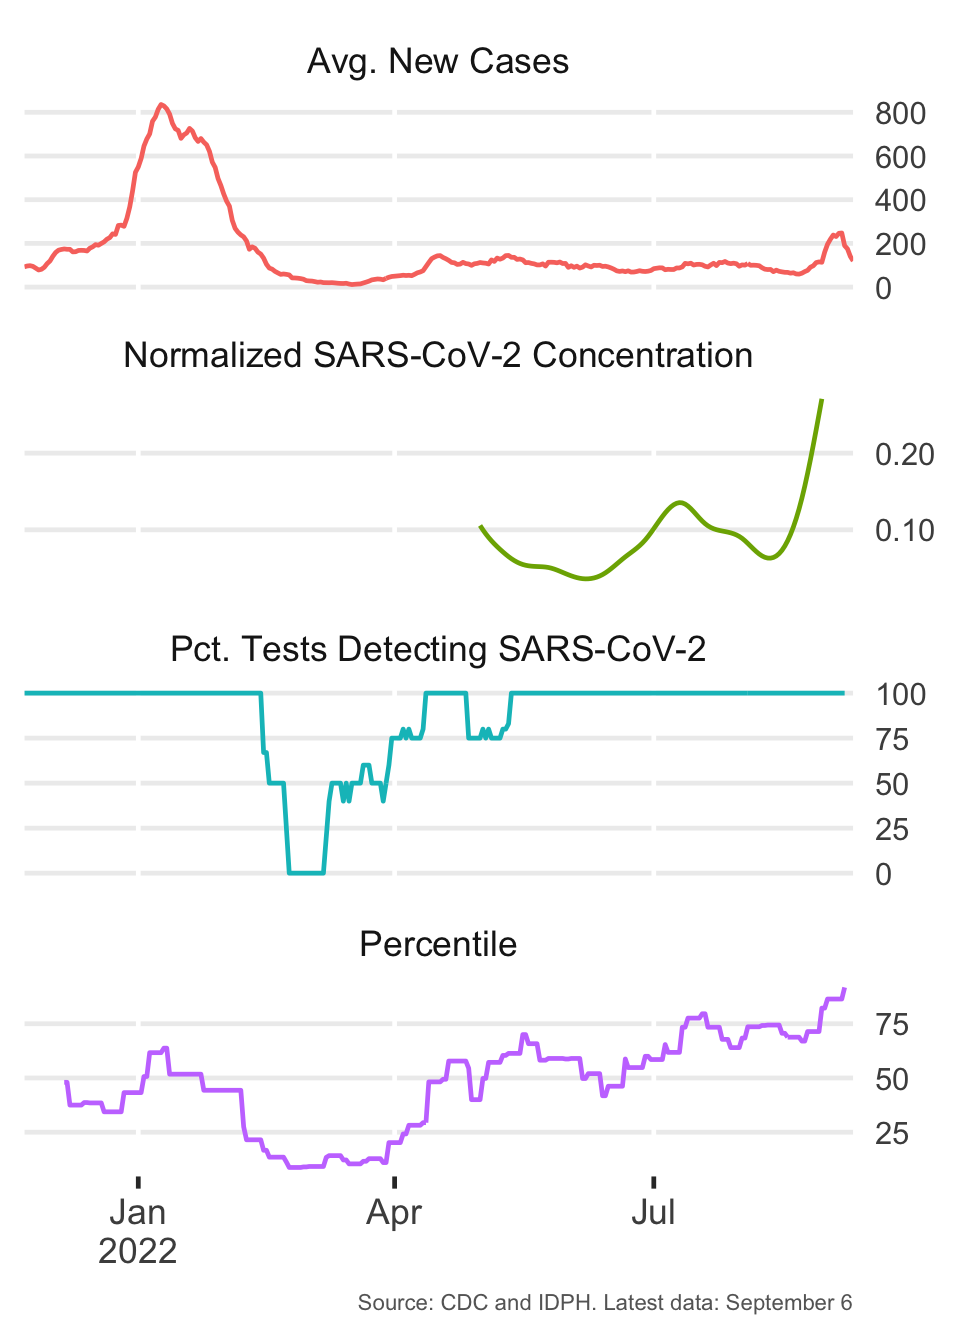 Avg. New Cases
800
600
400
200
0
Normalized SARS-CoV-2 Concentration
0.20
0.10
Pct. Tests Detecting SARS-CoV-2
100
75
50
25
0
Percentile
75
50
25
Jan Apr Jul
2022
Source: CDC and IDPH. Latest data: September 6